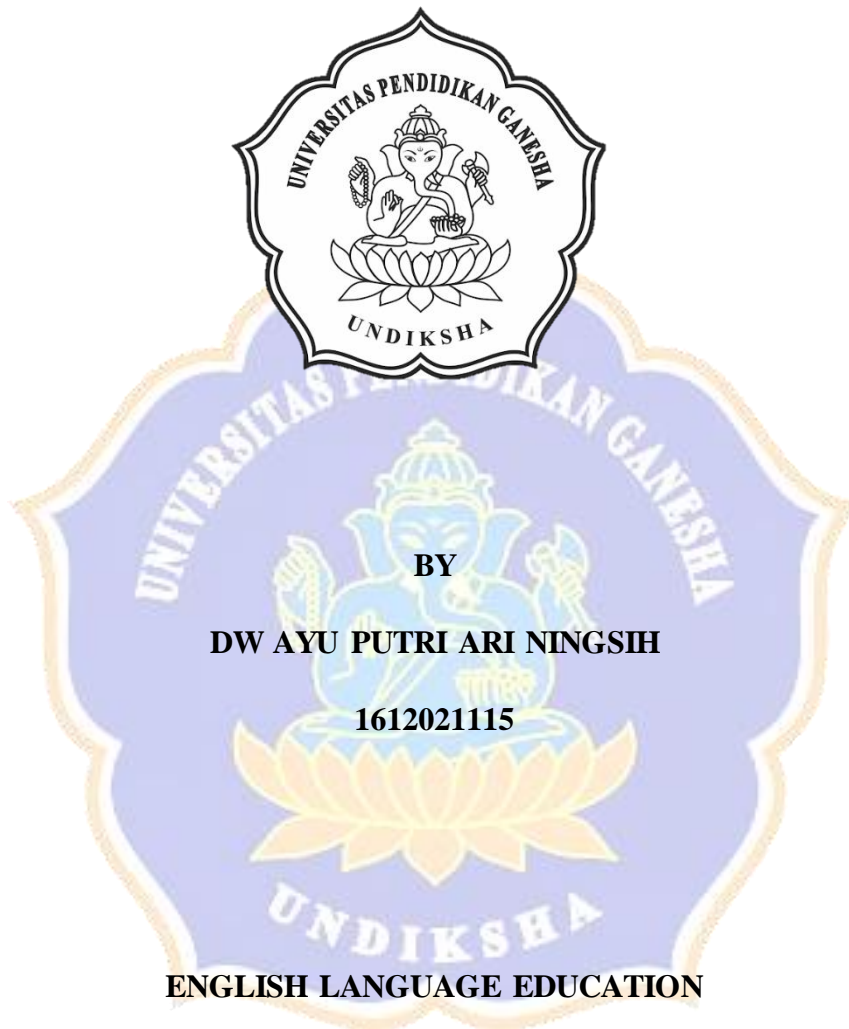 UNIVERSITAS PENDIDIKAN GANESHA
UNDIKSHA
UNIVERSITAS PENDIDIKAN GANESHA
BY
DW AYU PUTRI ARI NINGSIH
1612021115
UNDIKSHA
ENGLISH LANGUAGE EDUCATION